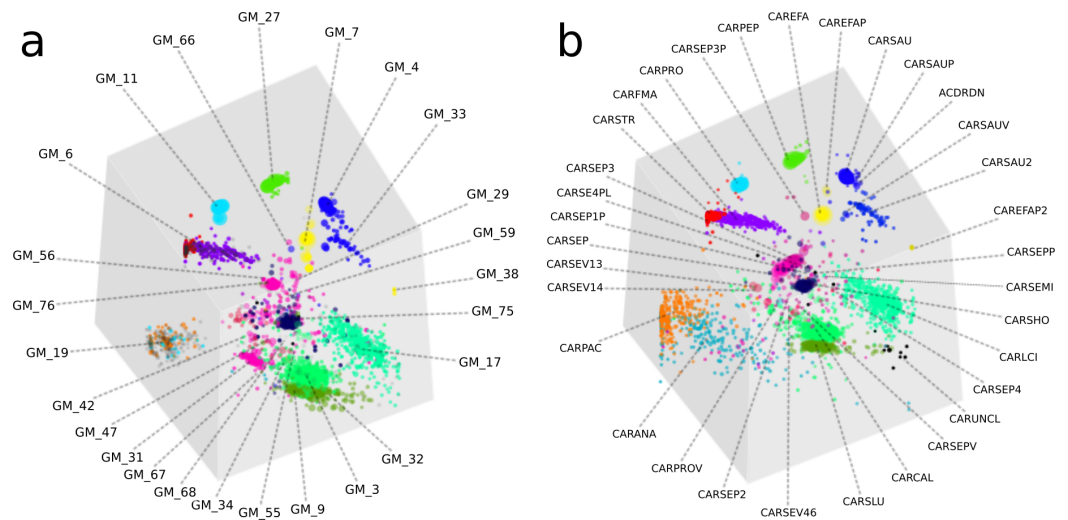 a
GM_27
GM_66
GM_7
GM_11
GM_4
GM_33
GM_6
GM_29
GM_59
GM_56
GM_38
GM_76
GM_75
GM_19
GM_17
GM_42
GM_47
GM_31
GM_67
GM_68
GM_34
GM_55
GM_9
GM_3
GM_32
b
CAREFA
CAREFAP
CARPEP
CARSAU
CARSEP3P
CARSAUP
CARPRO
ACDRDN
CARFMA
CARSAUV
CARSTR
CARSAU2
CARSEP3
CARSE4PL
CAREFAP2
CARSEP1P
CARSEP
CARSEPP
CARSEV13
CARSEMI
CARSEV14
CARSHO
CARPAC
CARLCI
CARSEP4
CARUNCL
CARANA
CARSEPV
CARPROV
CARCAL
CARSEP2
CARSLU
CARSEV46